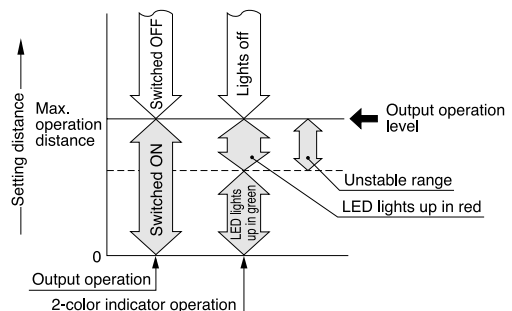 Setting distance
Max.
operation
distance
0
Switched OFF
Switched ON
Lights off
LED lights
up in green
Output operation
level
Unstable range
LED lights up in red
Output operation
2-color indicator operation